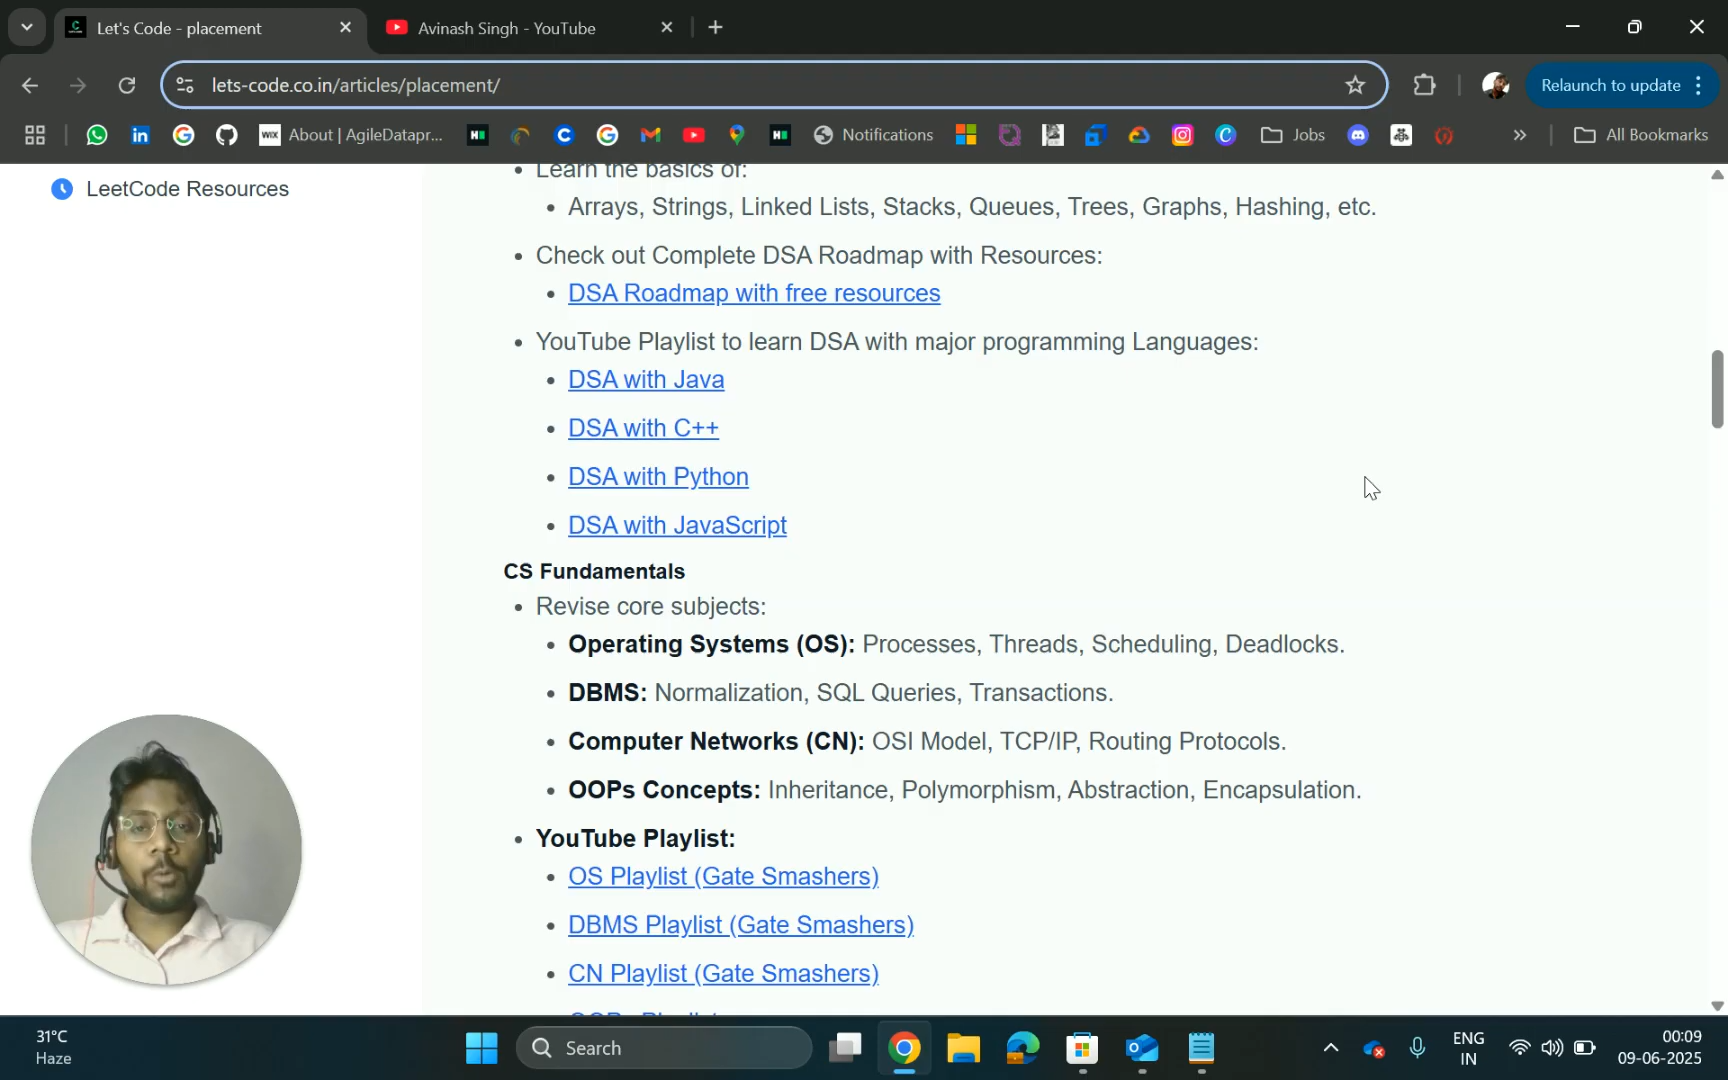 Let's Code - placement
Avinash Singh - YouTube
lets-code.co.in/articles/placement/
Relaunch to update
WIX About | AgileDatapr...
Notifications
Jobs
All Bookmarks
LeetCode Resources
Learn the basics of:
Arrays, Strings, Linked Lists, Stacks, Queues, Trees, Graphs, Hashing, etc.
Check out Complete DSA Roadmap with Resources:
DSA Roadmap with free resources
YouTube Playlist to learn DSA with major programming Languages:
DSA with Java
DSA with C++
DSA with Python
DSA with JavaScript
CS Fundamentals
Revise core subjects:
Operating Systems (OS): Processes, Threads, Scheduling, Deadlocks.
DBMS: Normalization, SQL Queries, Transactions.
Computer Networks (CN): OSI Model, TCP/IP, Routing Protocols.
OOPs Concepts: Inheritance, Polymorphism, Abstraction, Encapsulation.
YouTube Playlist:
OS Playlist (Gate Smashers)
DBMS Playlist (Gate Smashers)
CN Playlist (Gate Smashers)
31°C
Haze
Search
ENG
IN
00:09
09-06-2025